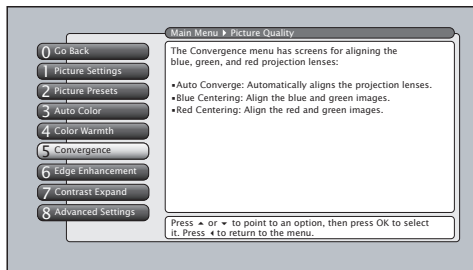 Main Menu ▶ Picture Quality
0 Go Back
1 Picture Settings
2 Picture Presets
3 Auto Color
4 Color Warmth
5 Convergence
6 Edge Enhancement
7 Contrast Expand
8 Advanced Settings
The Convergence menu has screens for aligning the
blue, green, and red projection lenses:
▪Auto Converge: Automatically aligns the projection lenses.
▪Blue Centering: Align the blue and green images.
▪Red Centering: Align the red and green images.
Press ▲ or ▼ to point to an option, then press OK to select
it. Press ◀ to return to the menu.